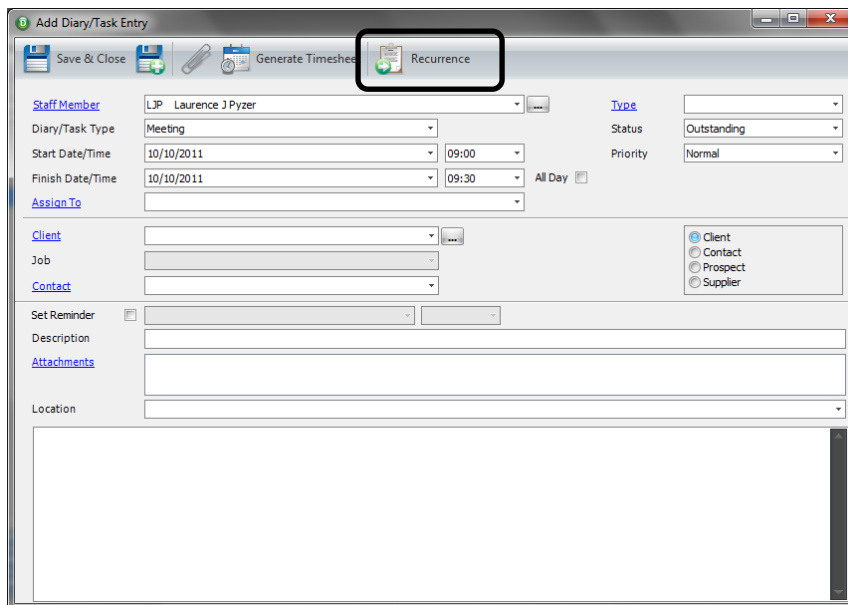 Add Diary/Task Entry
Save & Close Generate Timeshee Recurrence
Staff Member LJP Laurence J Pyzer ... Type
Diary/Task Type Meeting Status Outstanding
Start Date/Time 10/10/2011 09:00 Priority Normal
Finish Date/Time 10/10/2011 09:30 All Day
Assign To
Client ... Client
Job Contact
Prospect
Contact Supplier
Set Reminder
Description
Attachments
Location